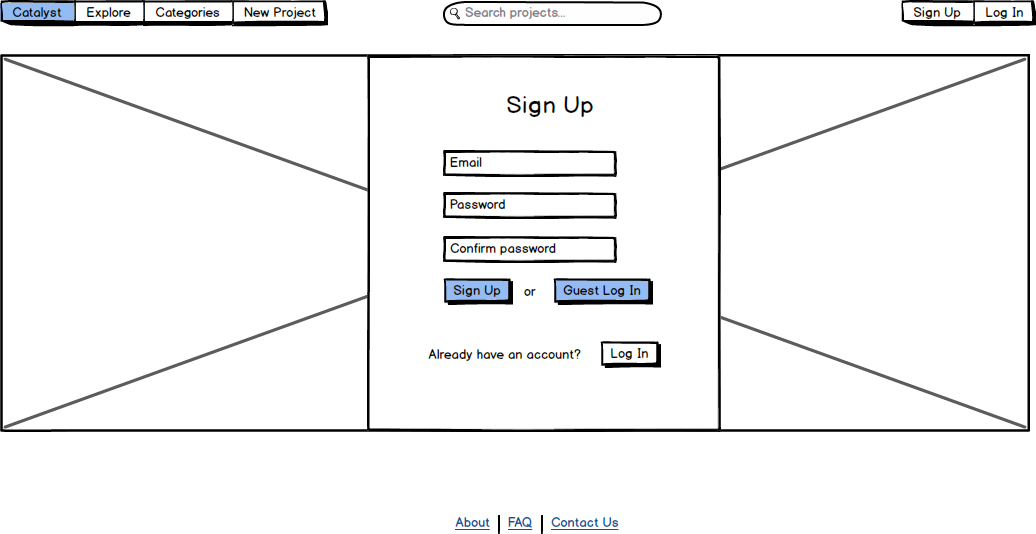 Catalyst Explore Categories New Project Search projects... Sign Up Log In
Sign Up
Email
Password
Confirm password
Sign Up or Guest Log In
Already have an account? Log In
About FAQ Contact Us